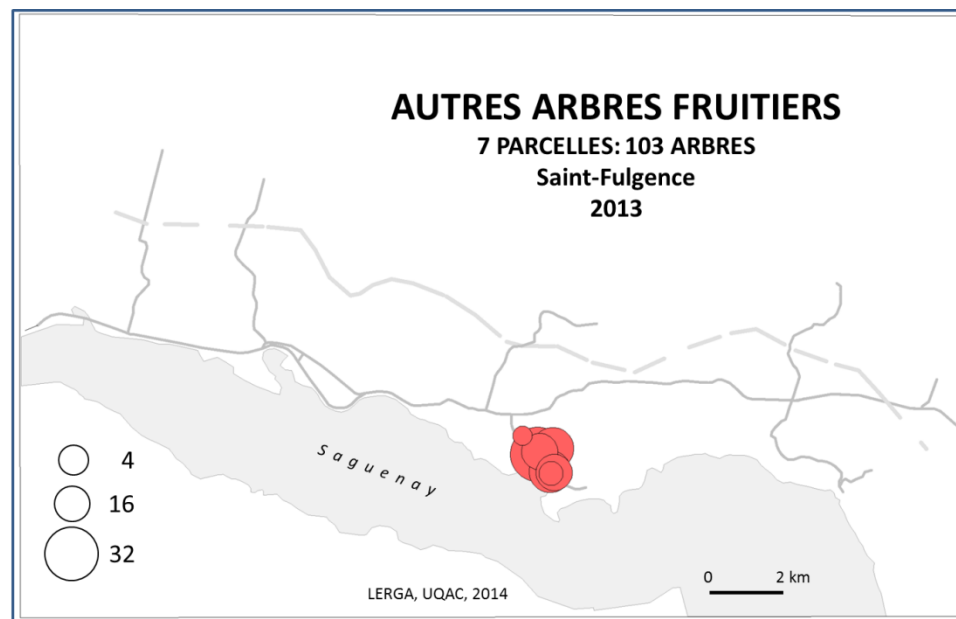 AUTRES ARBRES FRUITIERS
7 PARCELLES: 103 ARBRES
Saint-Fulgence
2013
Saguenay
4
16
32
LERGA, UQAC, 2014
0 2 km